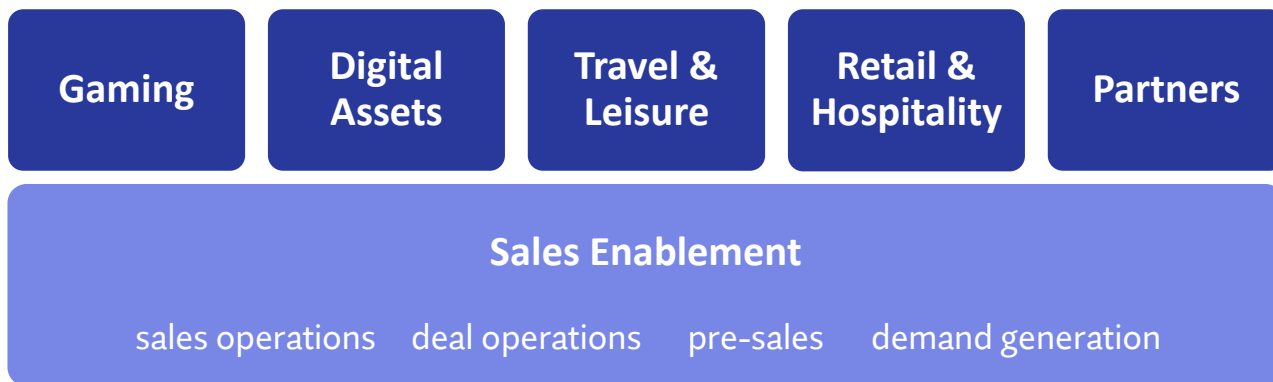 Gaming
Digital
Assets
Travel &
Leisure
Retail &
Hospitality
Partners
Sales Enablement
sales operations deal operations pre-sales demand generation